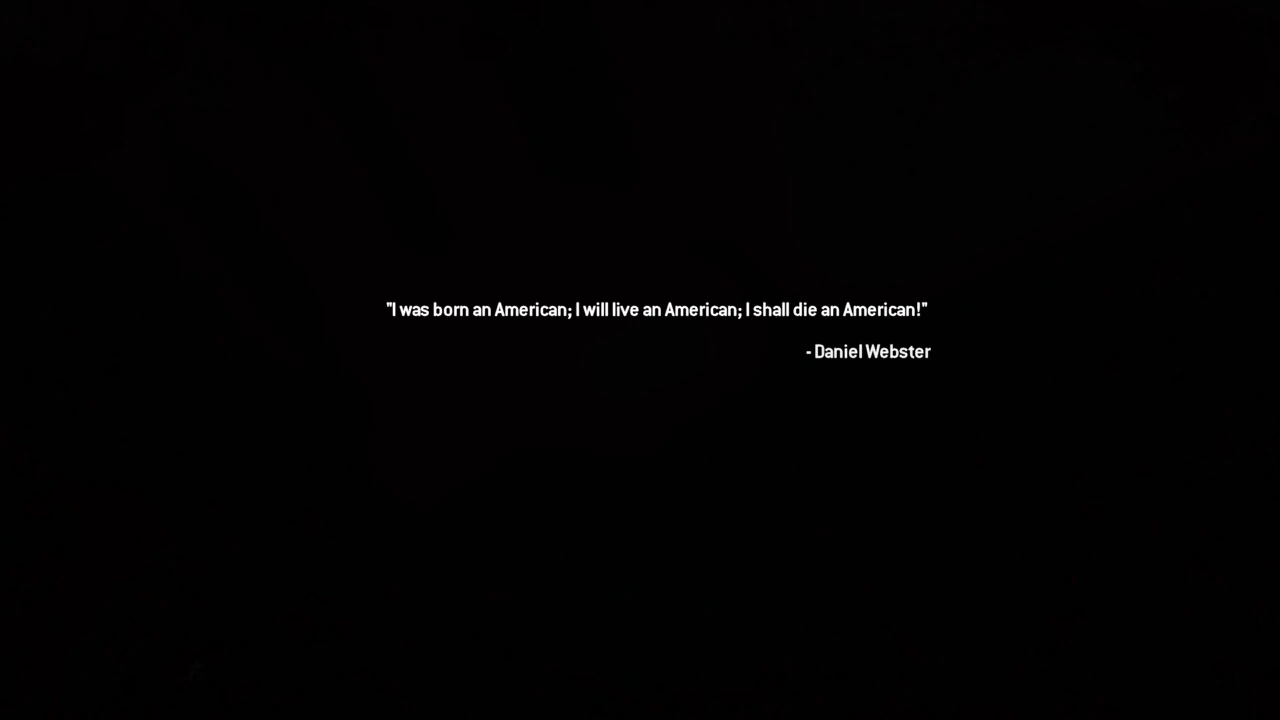 "I was born an American; I will live an American; I shall die an American!"
- Daniel Webster